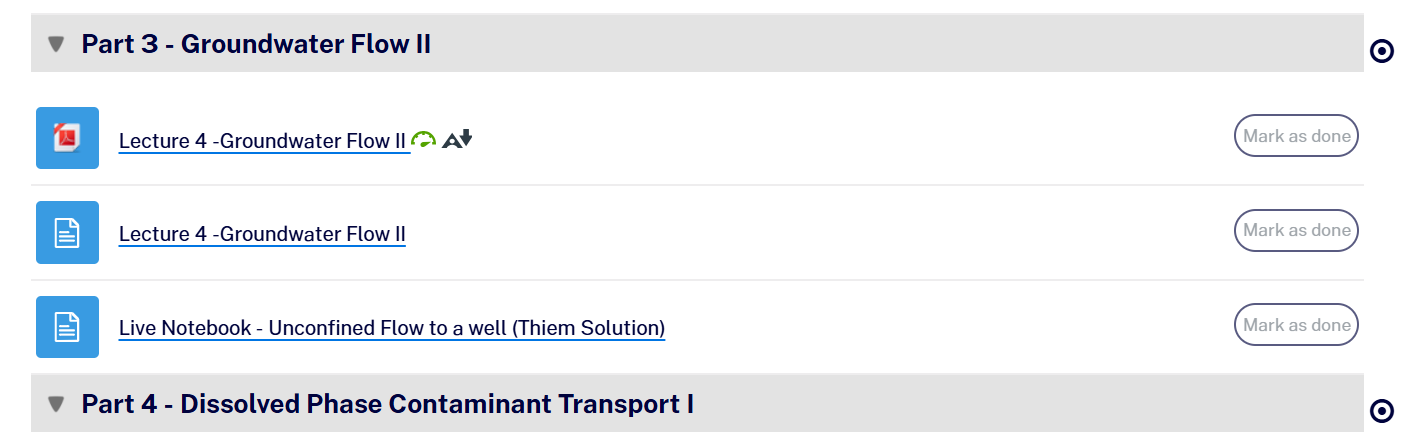 Part 3 - Groundwater Flow II
Lecture 4 -Groundwater Flow II
Mark as done
Lecture 4 -Groundwater Flow II
Mark as done
Live Notebook - Unconfined Flow to a well (Thiem Solution)
Mark as done
Part 4 - Dissolved Phase Contaminant Transport I